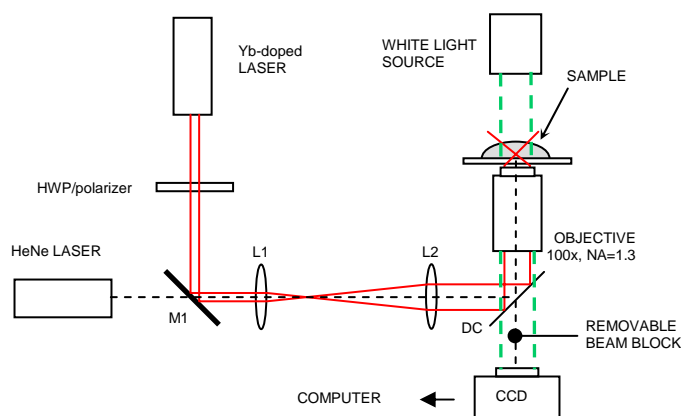 Yb-doped
LASER
WHITE LIGHT
SOURCE
SAMPLE
HWP/polarizer
HeNe LASER
L1
L2
OBJECTIVE
100x, NA=1.3
M1
DC
REMOVABLE
BEAM BLOCK
COMPUTER
CCD